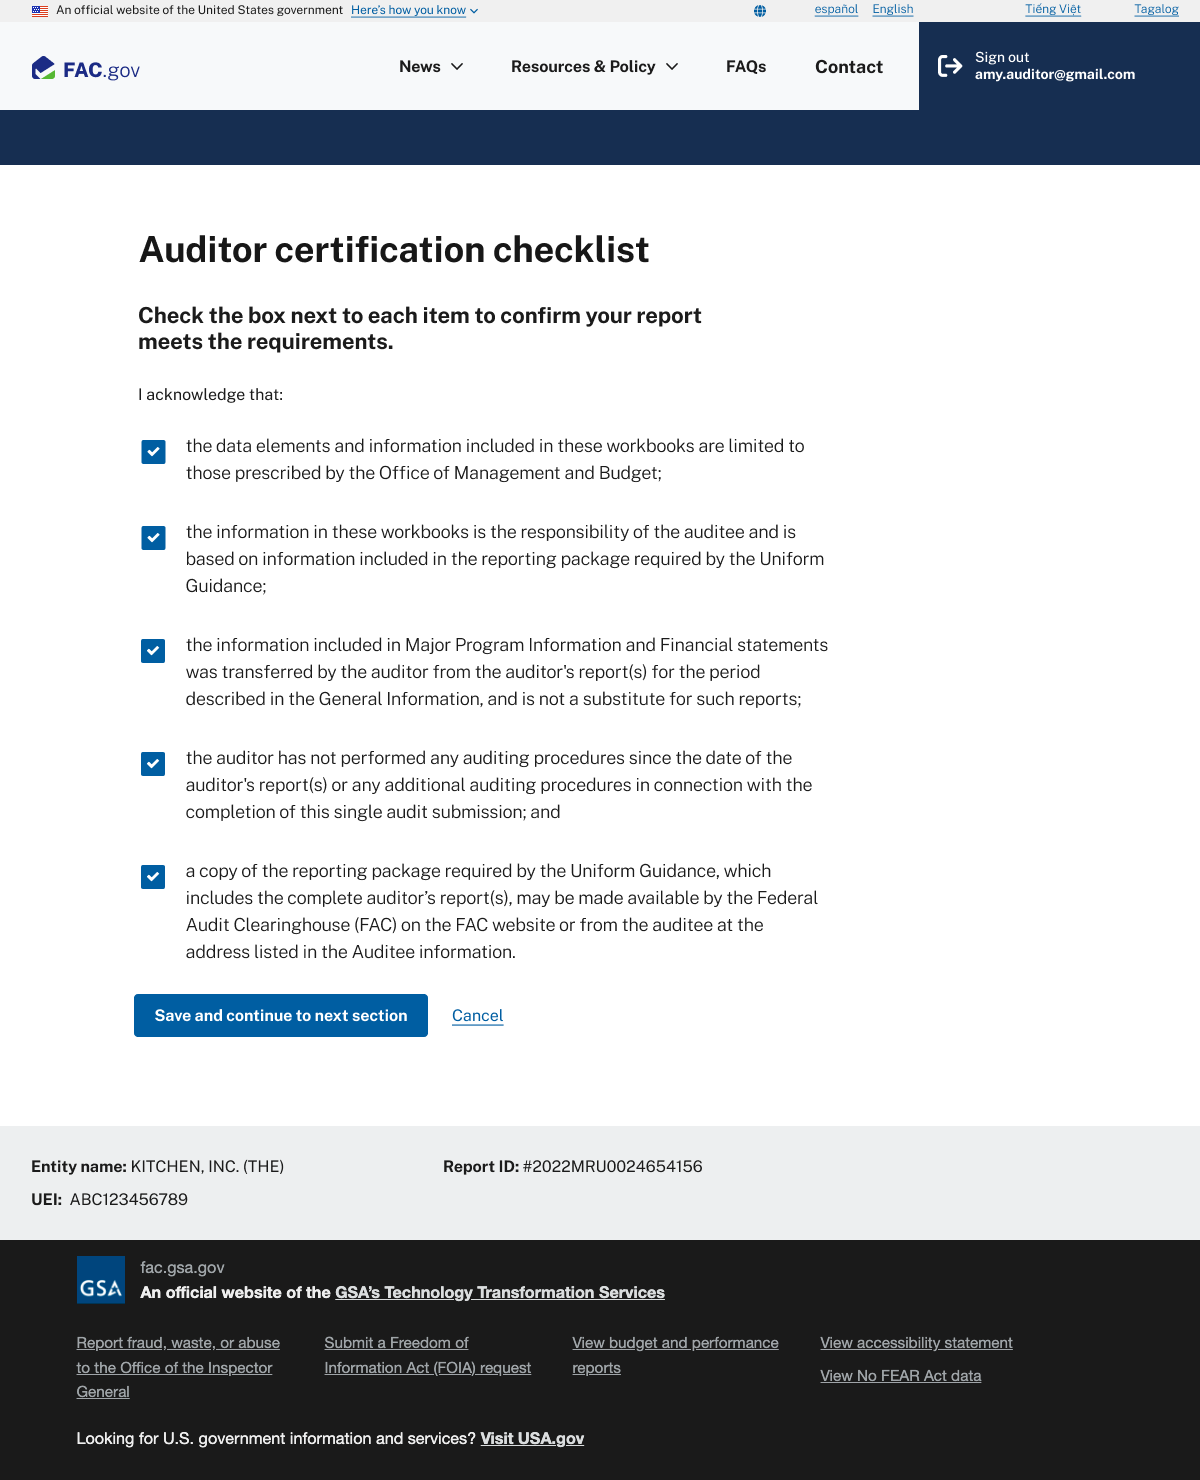 An official website of the United States government Here's how you know
español English Tiếng Việt Tagalog
FAC.gov
News Resources & Policy FAQs Contact
Sign out
amy.auditor@gmail.com
Auditor certification checklist
Check the box next to each item to confirm your report
meets the requirements.
I acknowledge that:
the data elements and information included in these workbooks are limited to
those prescribed by the Office of Management and Budget;
the information in these workbooks is the responsibility of the auditee and is
based on information included in the reporting package required by the Uniform
Guidance;
the information included in Major Program Information and Financial statements
was transferred by the auditor from the auditor's report(s) for the period
described in the General Information, and is not a substitute for such reports;
the auditor has not performed any auditing procedures since the date of the
auditor's report(s) or any additional auditing procedures in connection with the
completion of this single audit submission; and
a copy of the reporting package required by the Uniform Guidance, which
includes the complete auditor’s report(s), may be made available by the Federal
Audit Clearinghouse (FAC) on the FAC website or from the auditee at the
address listed in the Auditee information.
Save and continue to next section Cancel
Entity name: KITCHEN, INC. (THE) Report ID: #2022MRU0024654156
UEI: ABC123456789
GSA
fac.gsa.gov
An official website of the GSA’s Technology Transformation Services
Report fraud, waste, or abuse
to the Office of the Inspector
General
Submit a Freedom of
Information Act (FOIA) request
View budget and performance
reports
View accessibility statement
View No FEAR Act data
Looking for U.S. government information and services? Visit USA.gov